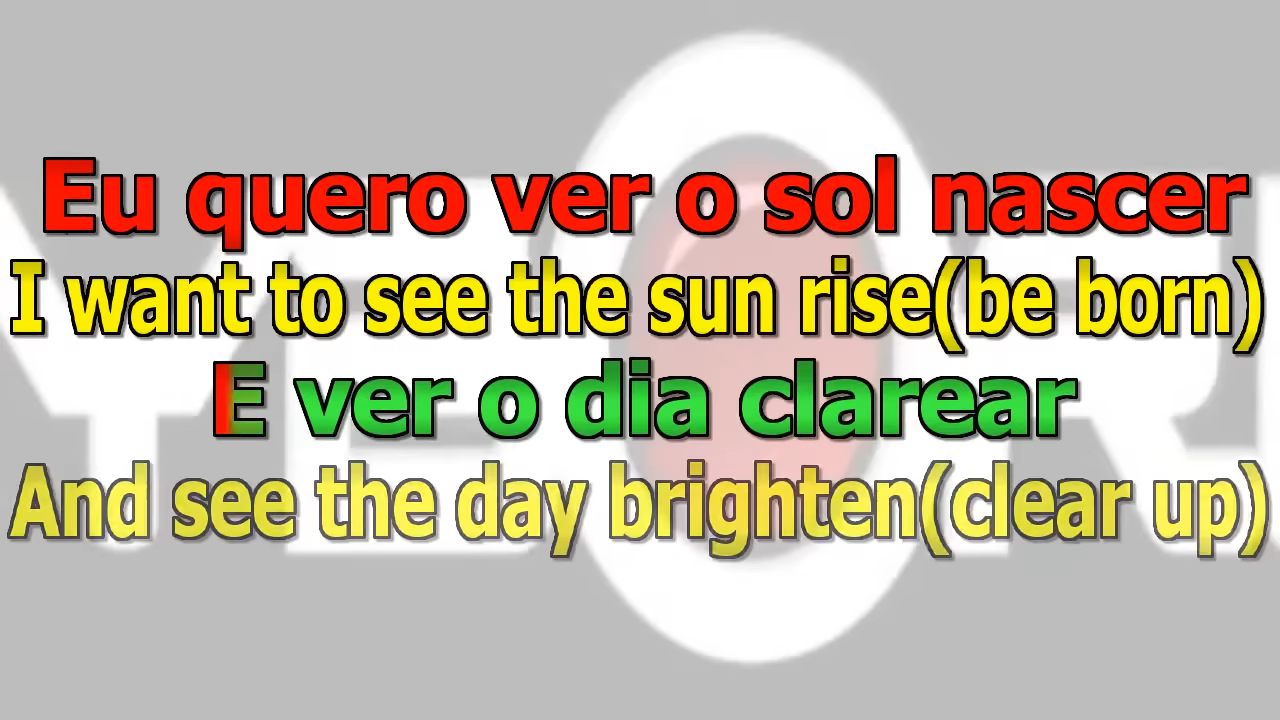 Eu quero ver o sol nascer
I want to see the sun rise(be born)
E ver o dia clarear
And see the day brighten(clear up)